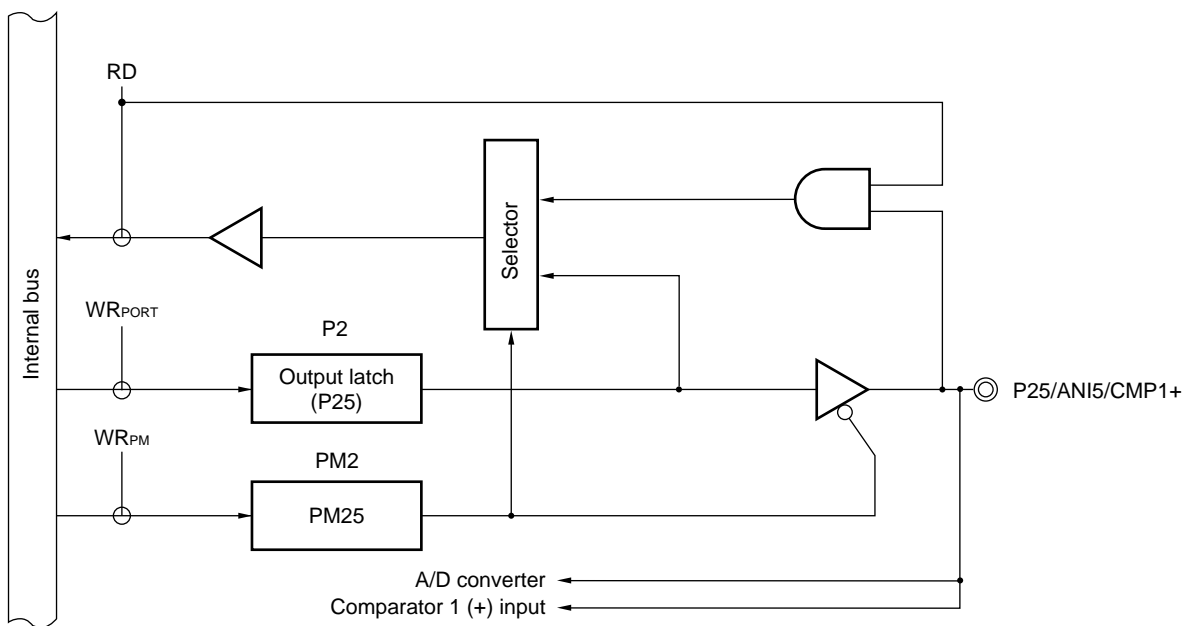 RD
Internal bus
Selector
WRPORT
P2
Output latch
(P25)
P25/ANI5/CMP1+
WRPM
PM2
PM25
A/D converter
Comparator 1 (+) input